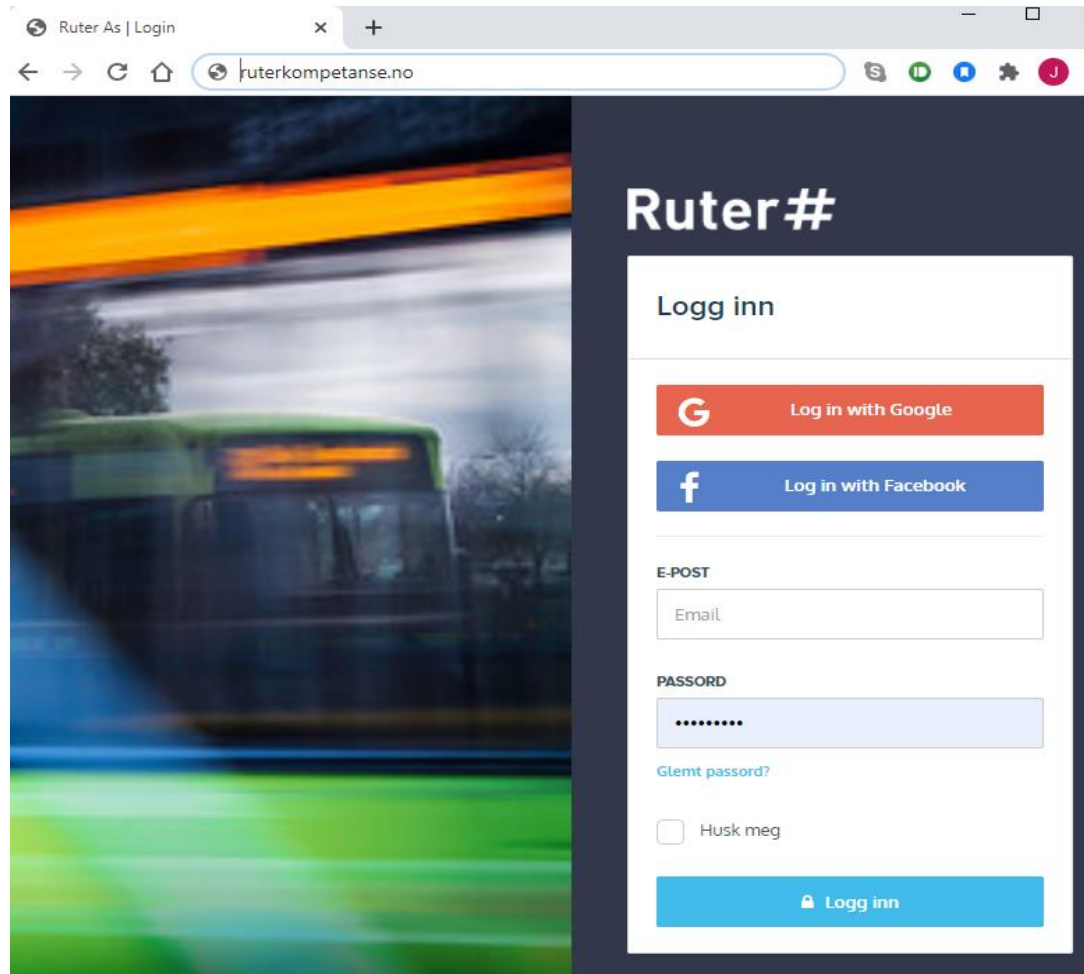 Ruter As | Login
ruterkompetanse.no
S
J
Ruter#
Logg inn
G Log in with Google
f Log in with Facebook
E-POST
Email
PASSORD
•••••••••
Glemt passord?
Husk meg
Logg inn